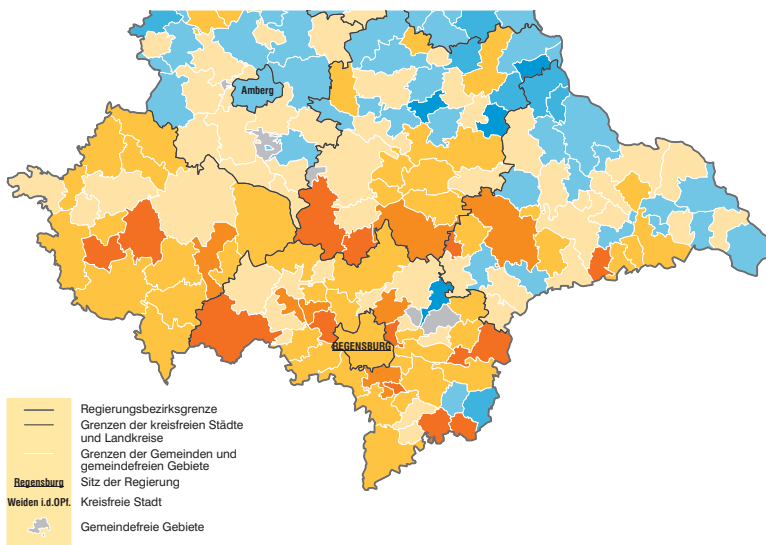 Amberg
REGENSBURG
Regierungsbezirksgrenze
Grenzen der kreisfreien Städte
und Landkreise
Grenzen der Gemeinden und
gemeindefreien Gebiete
Regensburg Sitz der Regierung
Weiden i.d.OPf. Kreisfreie Stadt
Gemeindefreie Gebiete